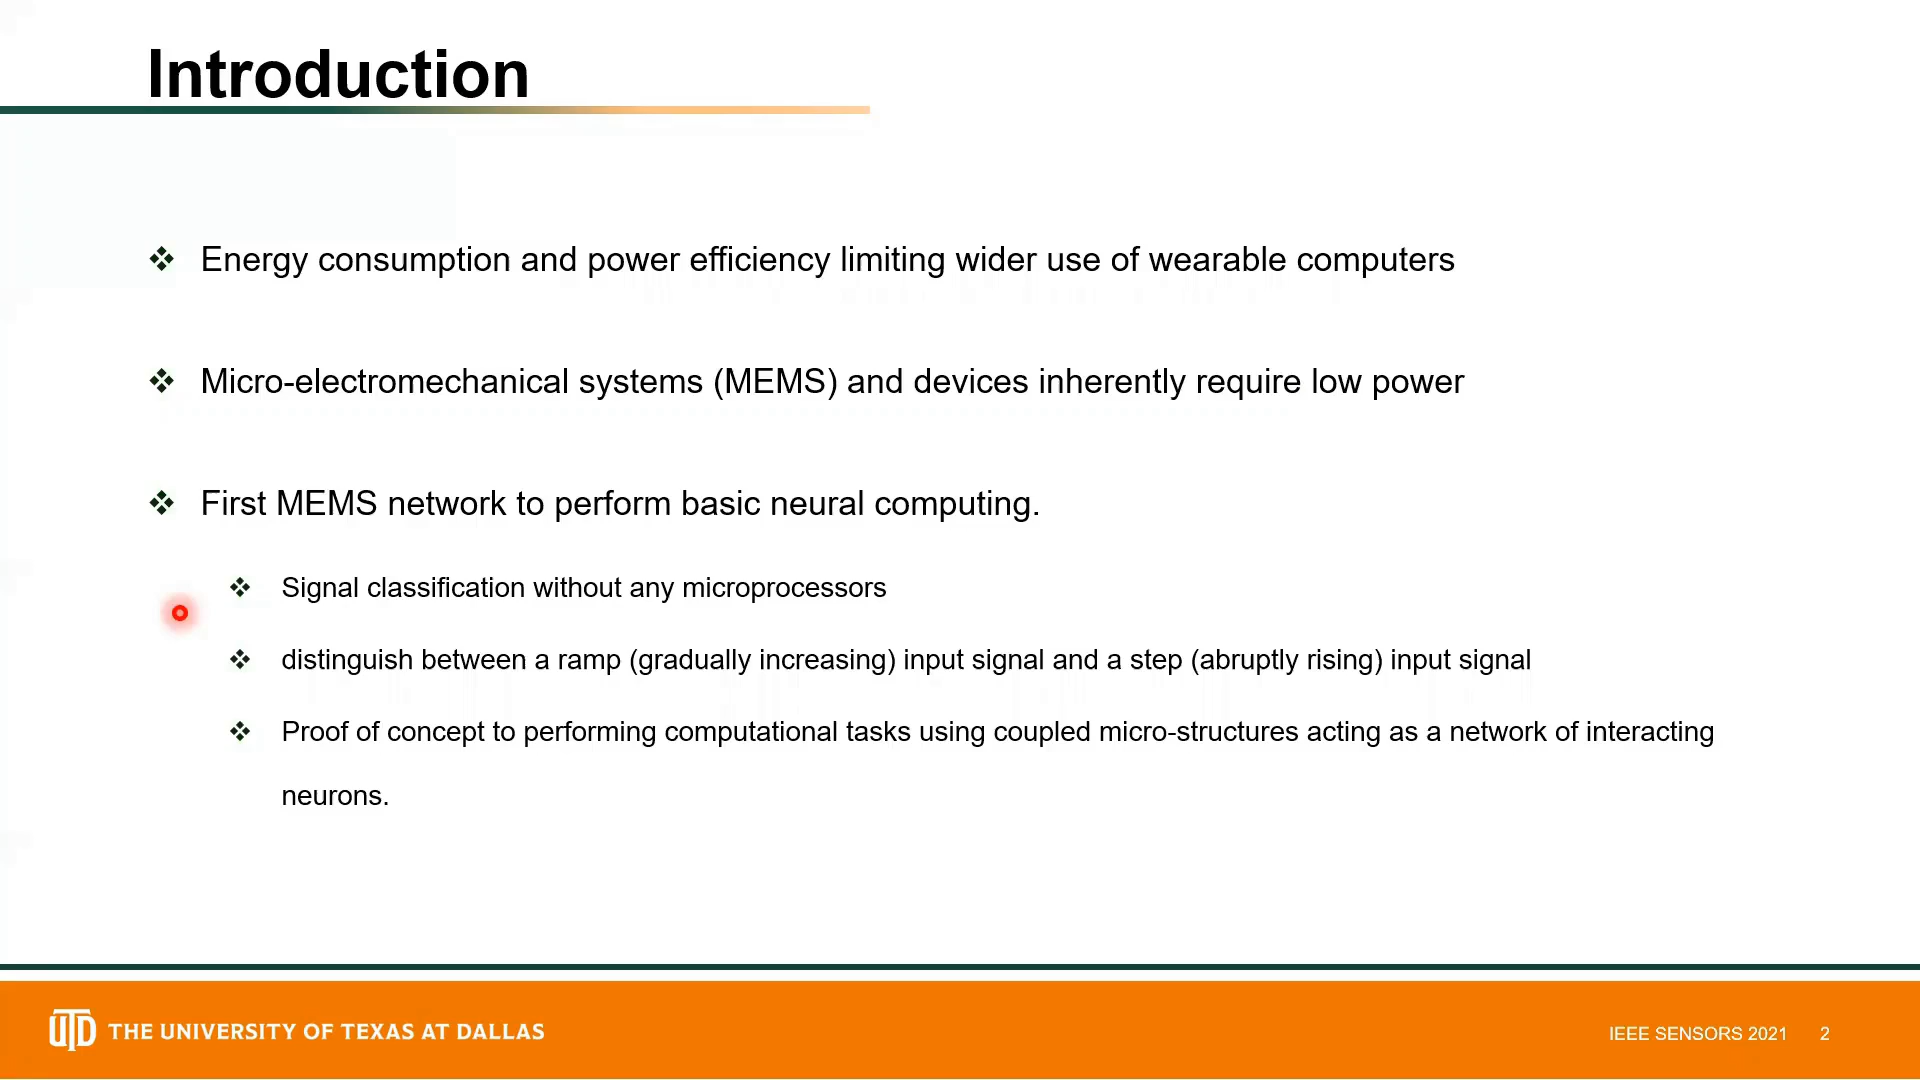 Introduction
Energy consumption and power efficiency limiting wider use of wearable computers
Micro-electromechanical systems (MEMS) and devices inherently require low power
First MEMS network to perform basic neural computing.
Signal classification without any microprocessors
distinguish between a ramp (gradually increasing) input signal and a step (abruptly rising) input signal
Proof of concept to performing computational tasks using coupled micro-structures acting as a network of interacting
neurons.
UTD THE UNIVERSITY OF TEXAS AT DALLAS
IEEE SENSORS 2021 2